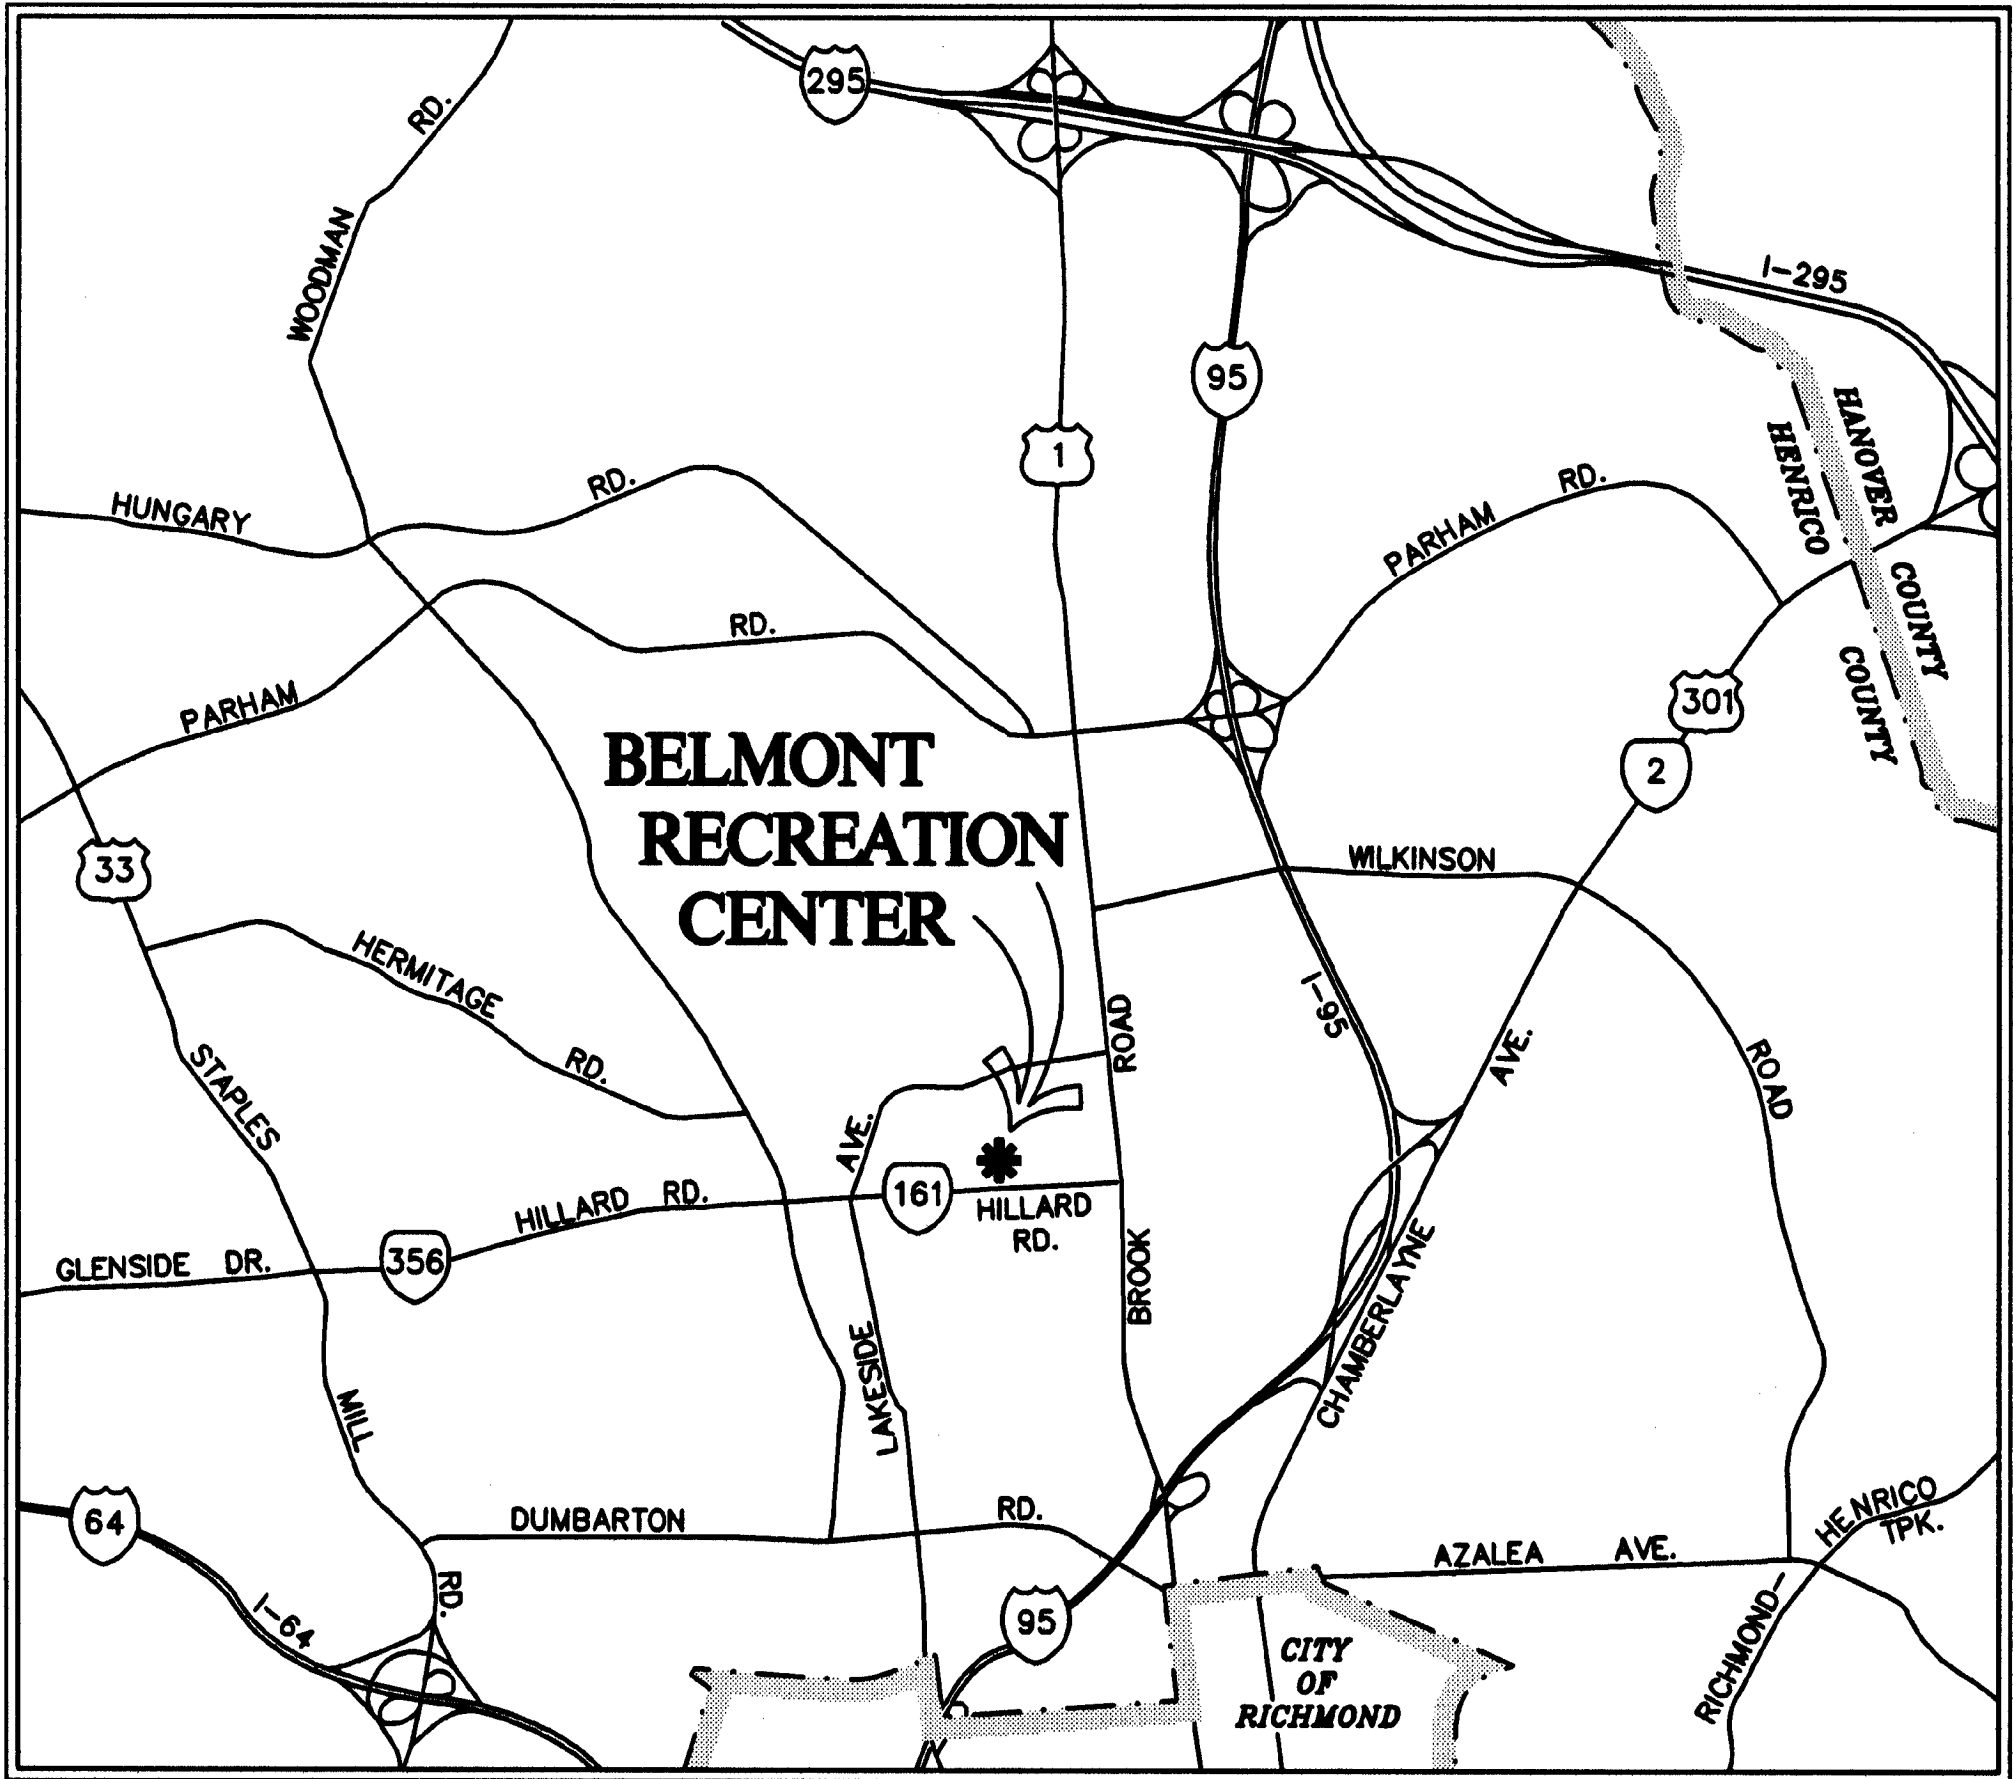 295
RD.
WOODMAN
I-295
95
1
HANOVER
HENRICO
HUNGARY
RD.
PARHAM
RD.
COUNTY
COUNTY
RD.
PARHAM
301
2
BELMONT
RECREATION
CENTER
33
WILKINSON
HERMITAGE
RD.
I-95
ROAD
AVE.
ROAD
STAPLES
AVE.
161
HILLARD
RD.
HILLARD
RD.
GLENSIDE
DR.
356
BROOK
CHAMBERLAYNE
LAKESIDE
MILL
64
DUMBARTON
RD.
HENRICO
TPK.
AZALEA
AVE.
RD.
I-64
95
CITY
OF
RICHMOND
RICHMOND-